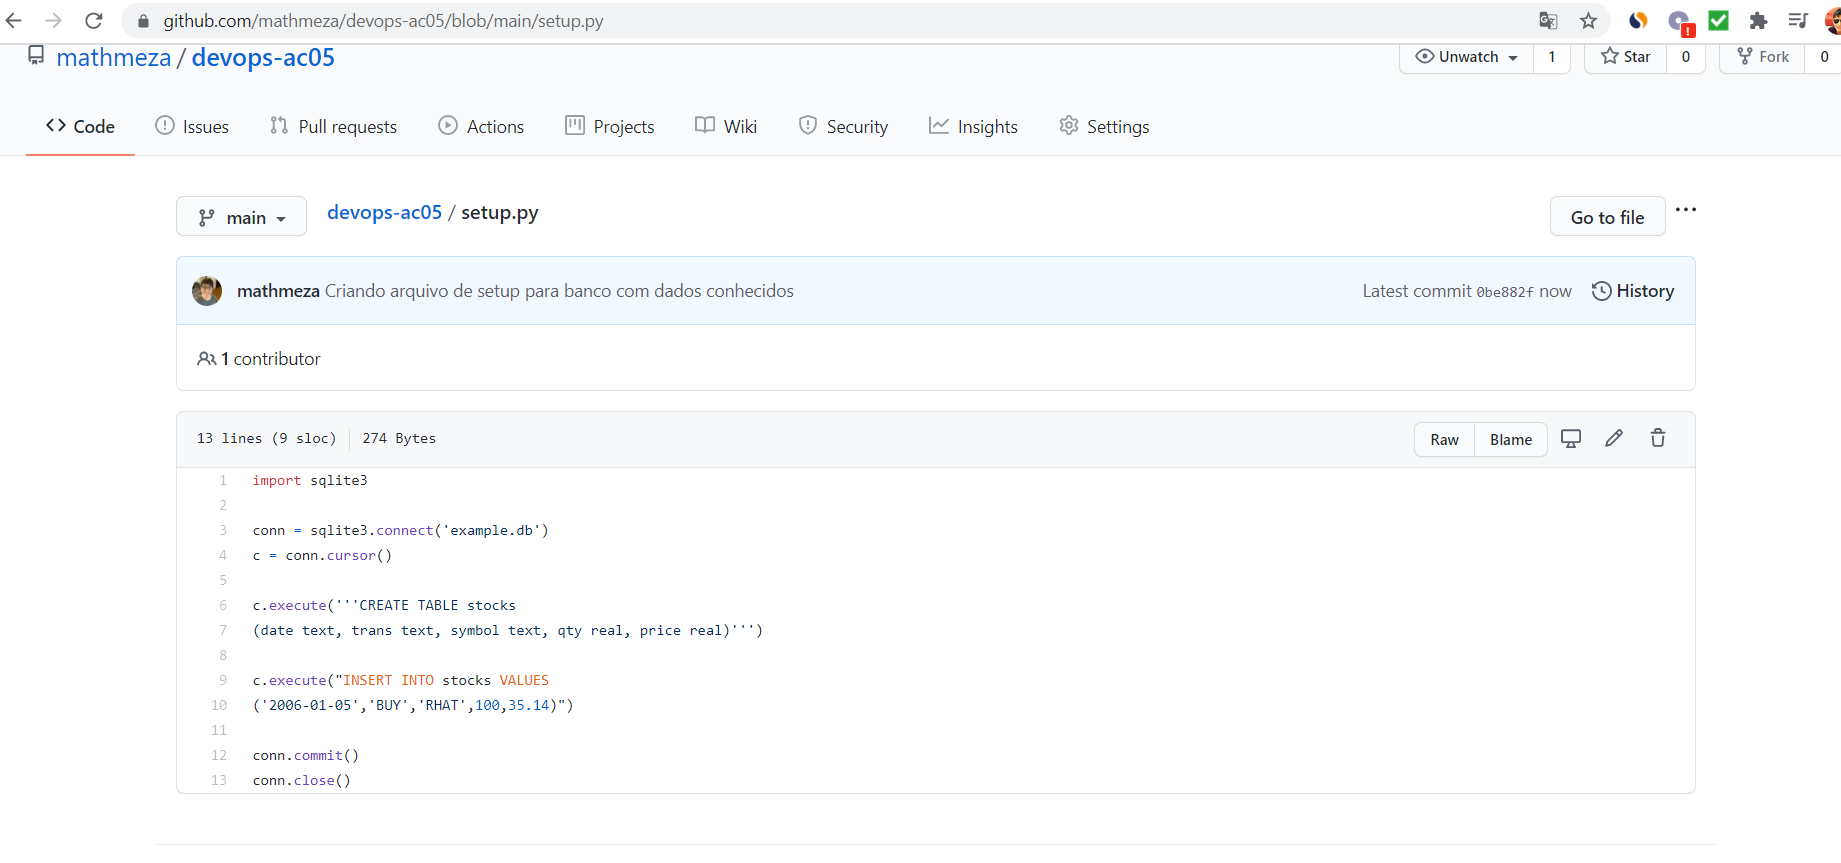 github.com/mathmeza/devops-ac05/blob/main/setup.py
mathmeza / devops-ac05
Unwatch 1 Star 0 Fork 0
Code Issues Pull requests Actions Projects Wiki Security Insights Settings
main devops-ac05 / setup.py Go to file
mathmeza Criando arquivo de setup para banco com dados conhecidos Latest commit 0be882f now History
1 contributor
13 lines (9 sloc) 274 Bytes Raw Blame
1 import sqlite3
2
3 conn = sqlite3.connect('example.db')
4 c = conn.cursor()
5
6 c.execute('''CREATE TABLE stocks
7 (date text, trans text, symbol text, qty real, price real)''')
8
9 c.execute("INSERT INTO stocks VALUES
10 ('2006-01-05','BUY','RHAT',100,35.14)")
11
12 conn.commit()
13 conn.close()